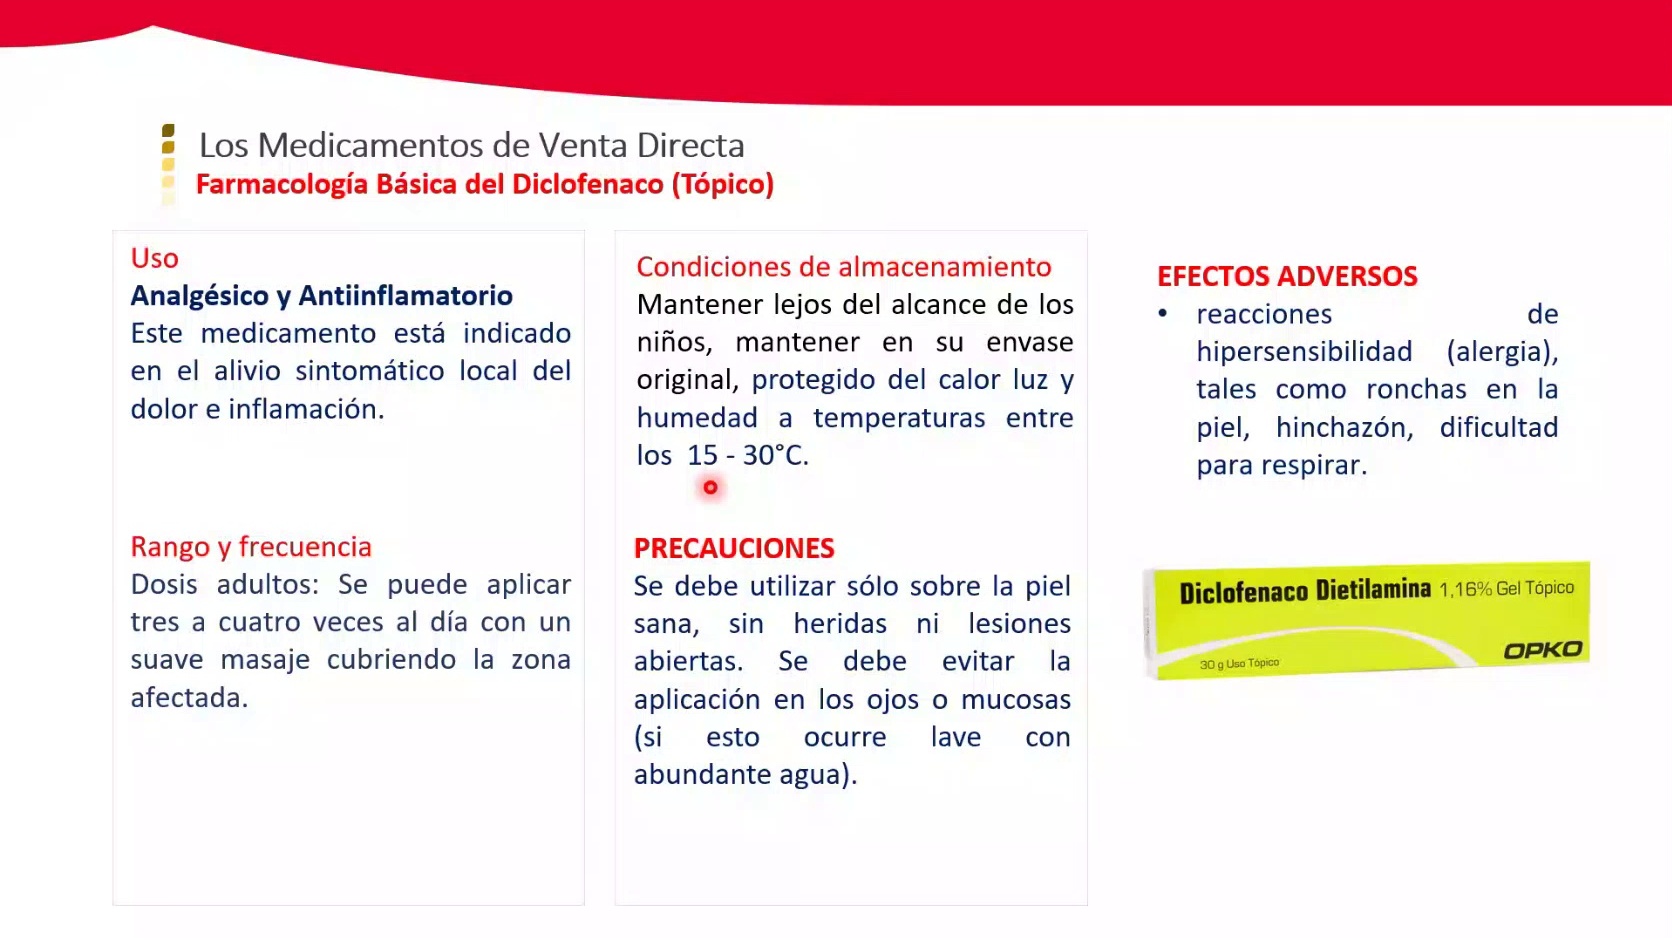 Los Medicamentos de Venta Directa
Farmacología Básica del Diclofenaco (Tópico)
Uso
Analgésico y Antiinflamatorio
Este medicamento está indicado
en el alivio sintomático local del
dolor e inflamación.
Rango y frecuencia
Dosis adultos: Se puede aplicar
tres a cuatro veces al día con un
suave masaje cubriendo la zona
afectada.
Condiciones de almacenamiento
Mantener lejos del alcance de los
niños, mantener en su envase
original, protegido del calor luz y
humedad a temperaturas entre
los 15 - 30°C.
PRECAUCIONES
Se debe utilizar sólo sobre la piel
sana, sin heridas ni lesiones
abiertas. Se debe evitar la
aplicación en los ojos o mucosas
(si esto ocurre lave con
abundante agua).
EFECTOS ADVERSOS
• reacciones de
hipersensibilidad (alergia),
tales como ronchas en la
piel, hinchazón, dificultad
para respirar.
Diclofenaco Dietilamina 1,16% Gel Tópico
30 g Uso Tópico
OPKO